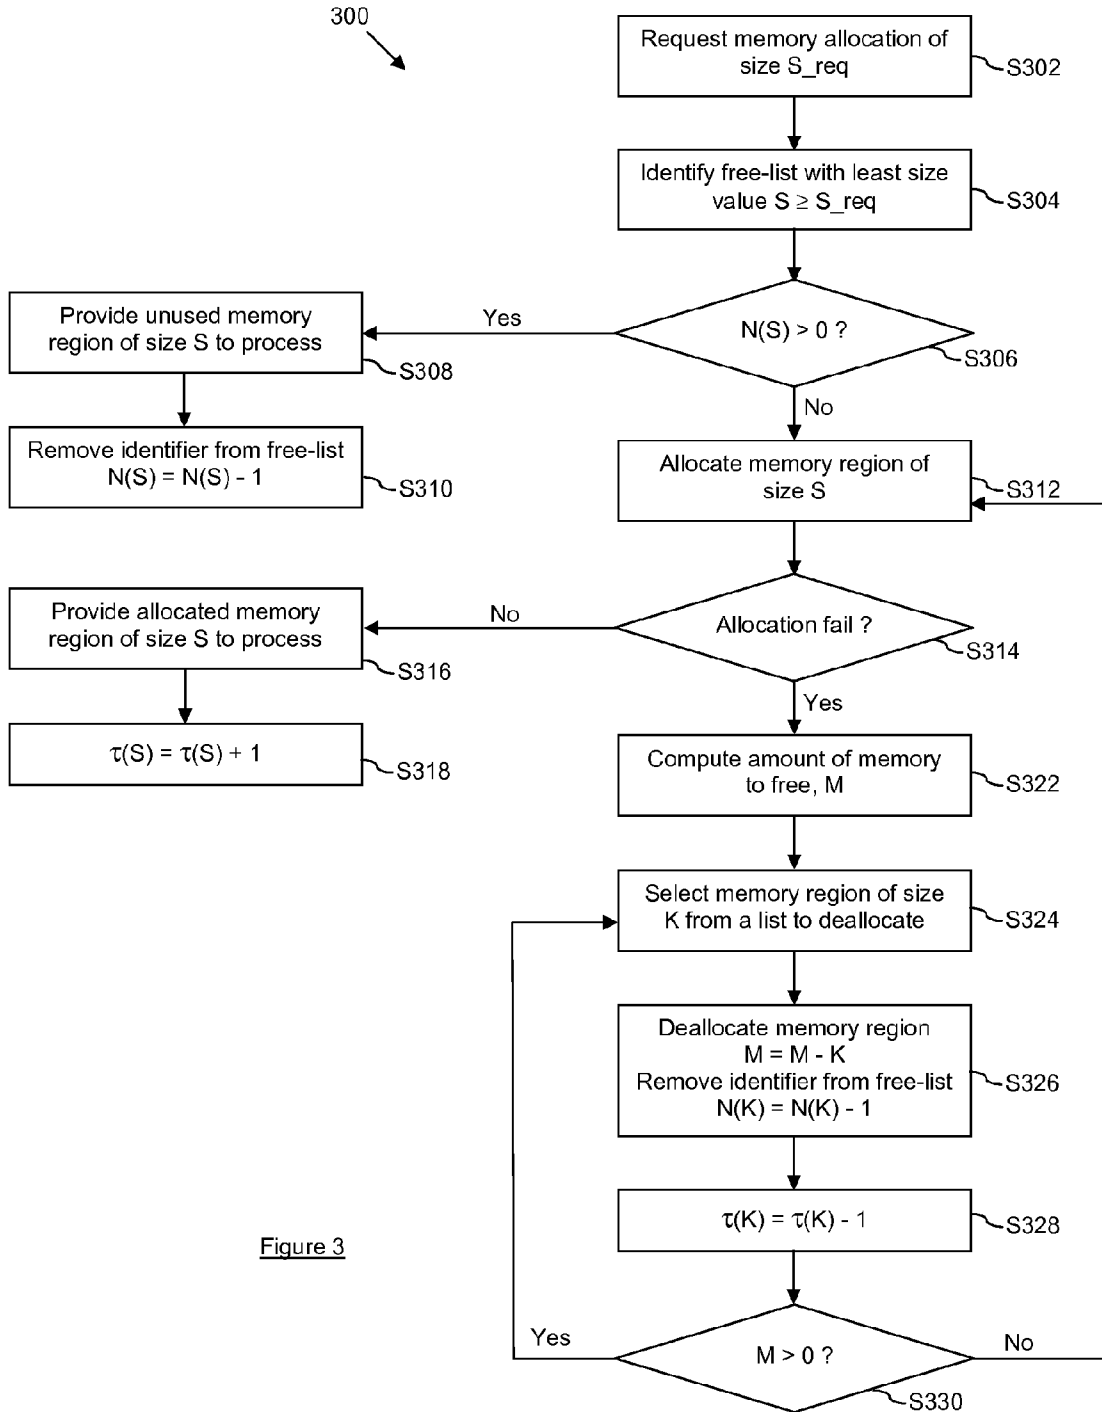 300
Request memory allocation of
size S_req
S302
Identify free-list with least size
value S ≥ S_req
S304
N(S) > 0 ?
S306
Yes
No
Provide unused memory
region of size S to process
S308
Remove identifier from free-list
N(S) = N(S) - 1
S310
Allocate memory region of
size S
S312
Allocation fail ?
S314
No
Yes
Provide allocated memory
region of size S to process
S316
τ(S) = τ(S) + 1
S318
Compute amount of memory
to free, M
S322
Select memory region of size
K from a list to deallocate
S324
Deallocate memory region
M = M - K
Remove identifier from free-list
N(K) = N(K) - 1
S326
τ(K) = τ(K) - 1
S328
M > 0 ?
S330
Yes
No
Figure 3